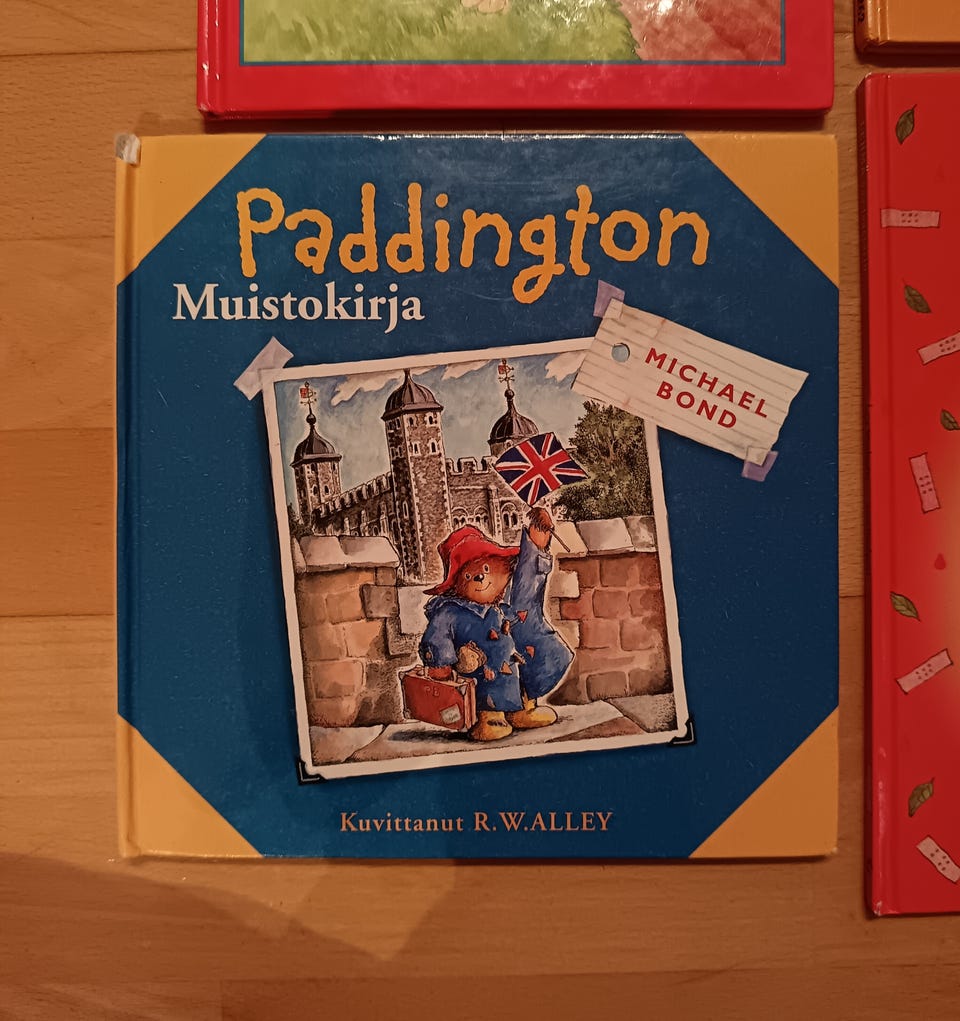 Paddington
Muistokirja
MICHAEL
BOND
Kuvittanut R.W.ALLEY